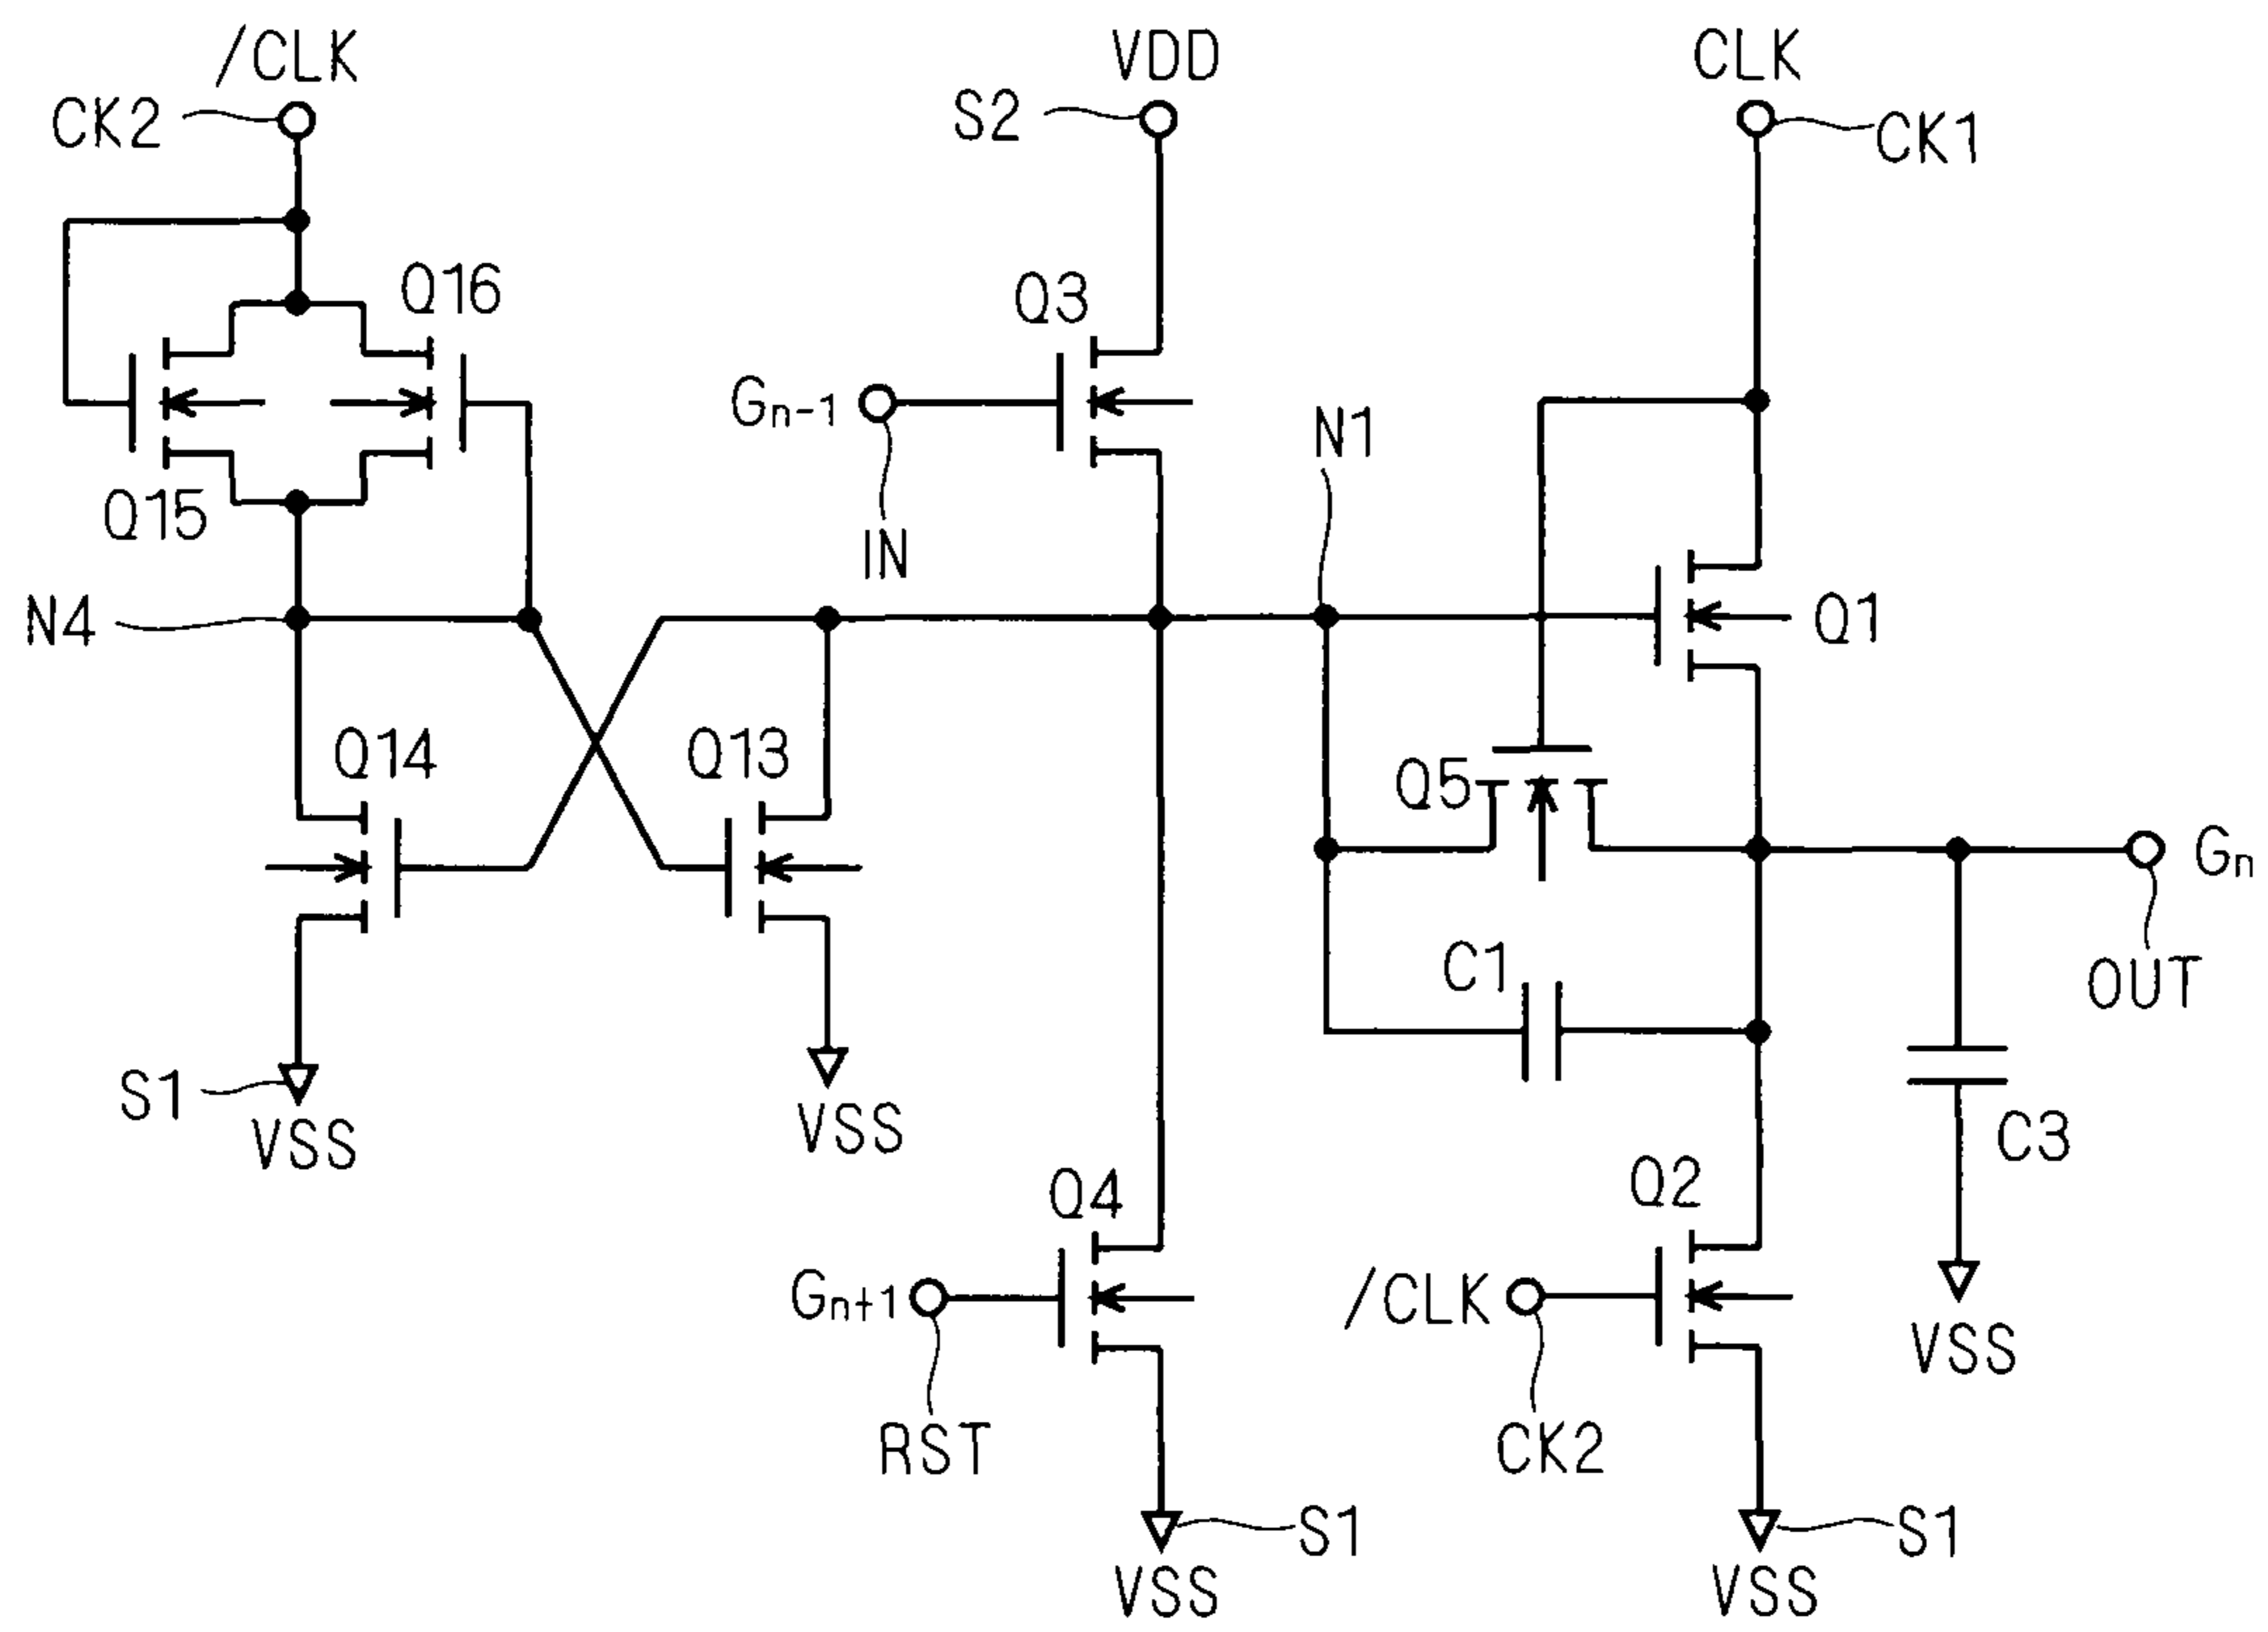 /CLK
VDD
CLK
CK2
S2
CK1
Q16
Q3
Gn-1
N1
Q15
IN
N4
Q1
Q14
Q13
Q5
Gn
C1
OUT
S1
VSS
VSS
C3
Q4
Q2
Gn+1
/CLK
VSS
RST
CK2
S1
S1
VSS
VSS